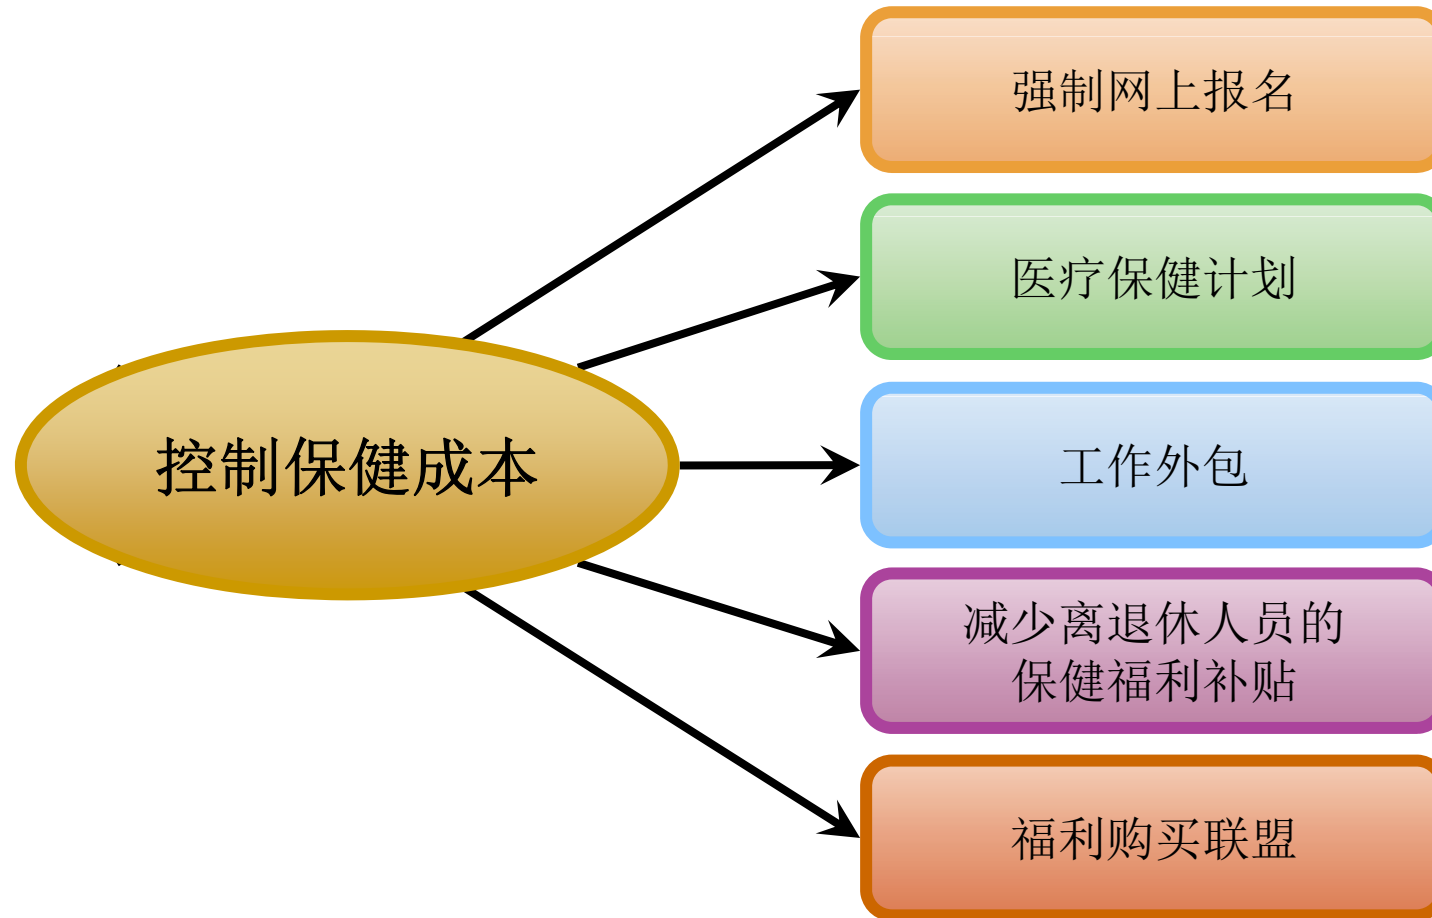 强制网上报名
医疗保健计划
控制保健成本
工作外包
减少离退休人员的
保健福利补贴
福利购买联盟